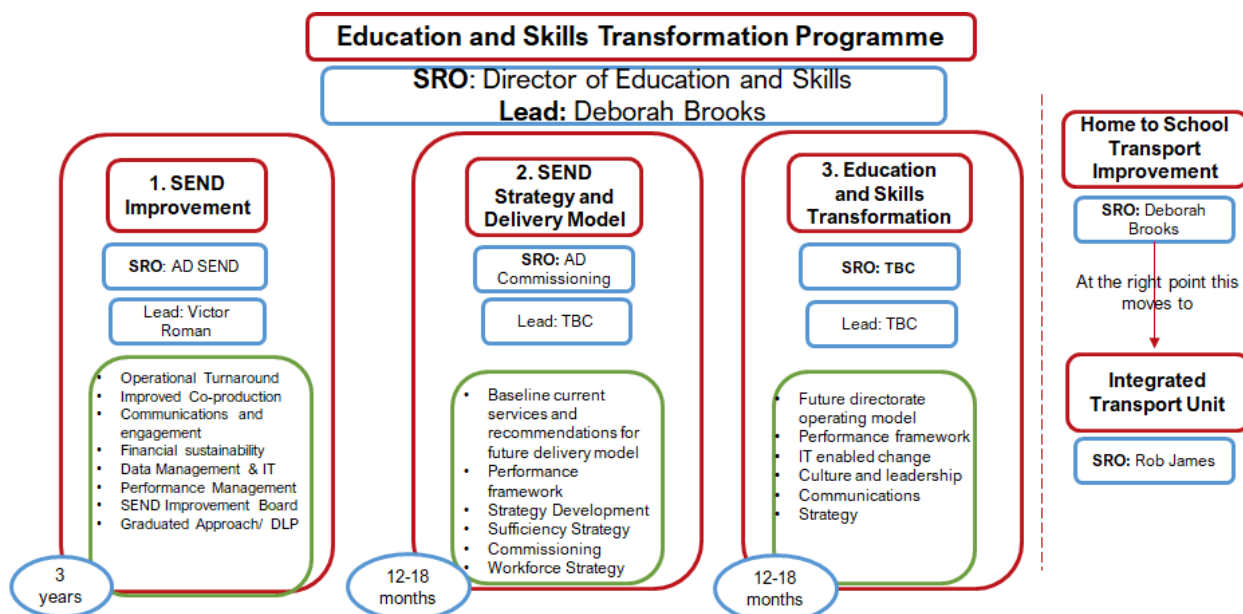 Education and Skills Transformation Programme
SRO: Director of Education and Skills
Lead: Deborah Brooks
1. SEND
Improvement
SRO: AD SEND
Lead: Victor
Roman
• Operational Turnaround
• Improved Co-production
• Communications and
engagement
• Financial sustainability
• Data Management & IT
• Performance Management
• SEND Improvement Board
• Graduated Approach/ DLP
3
years
2. SEND
Strategy and
Delivery Model
SRO: AD
Commissioning
Lead: TBC
• Baseline current
services and
recommendations for
future delivery model
• Performance
framework
• Strategy Development
• Sufficiency Strategy
• Commissioning
• Workforce Strategy
12-18
months
3. Education
and Skills
Transformation
SRO: TBC
Lead: TBC
• Future directorate
operating model
• Performance framework
• IT enabled change
• Culture and leadership
• Communications
• Strategy
12-18
months
Home to School
Transport
Improvement
SRO: Deborah
Brooks
At the right point this
moves to
Integrated
Transport Unit
SRO: Rob James